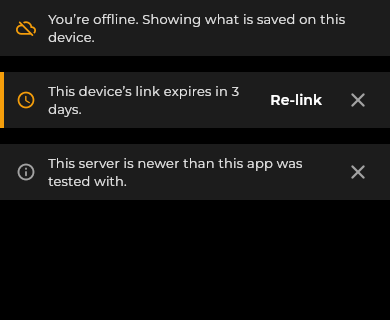 You're offline. Showing what is saved on this
device.
This device's link expires in 3
days.
Re-link
This server is newer than this app was
tested with.